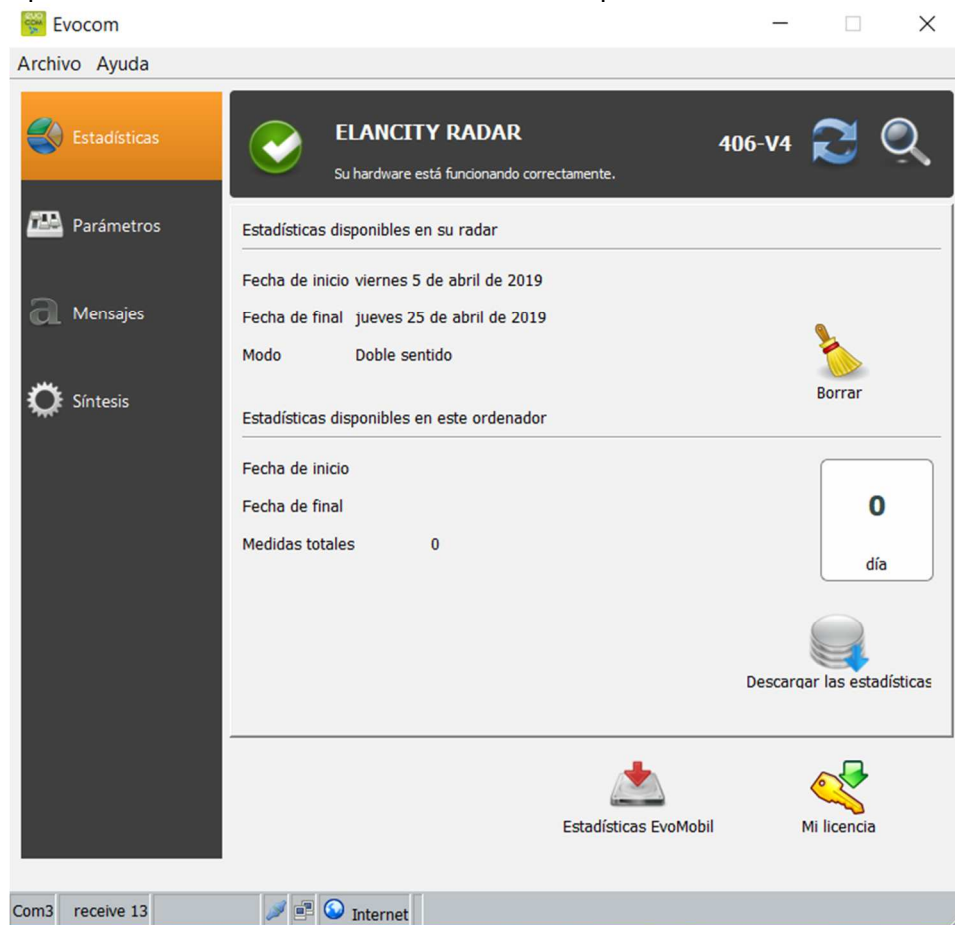 Evocom
Archivo Ayuda
Estadísticas
Parámetros
Mensajes
Síntesis
ELANCITY RADAR
406-V4
Su hardware está funcionando correctamente.
Estadísticas disponibles en su radar
Fecha de inicio viernes 5 de abril de 2019
Fecha de final jueves 25 de abril de 2019
Modo Doble sentido
Borrar
Estadísticas disponibles en este ordenador
Fecha de inicio
Fecha de final
Medidas totales 0
0
día
Descargar las estadísticas
Estadísticas EvoMobil
Mi licencia
Com3 receive 13 Internet